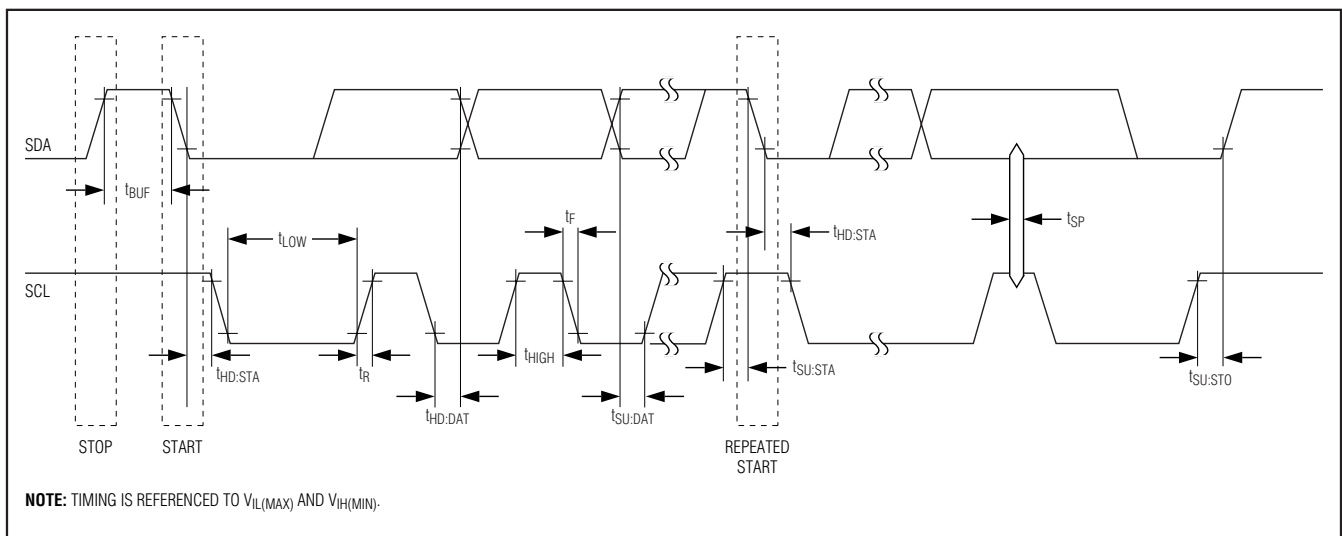 SDA
tBUF
tLOW
tF
tHD:STA
tSP
SCL
tHD:STA
tR
tHD:DAT
tHIGH
tSU:DAT
tSU:STA
tSU:STO
STOP
START
REPEATED
START
NOTE: TIMING IS REFERENCED TO VIL(MAX) AND VIH(MIN).